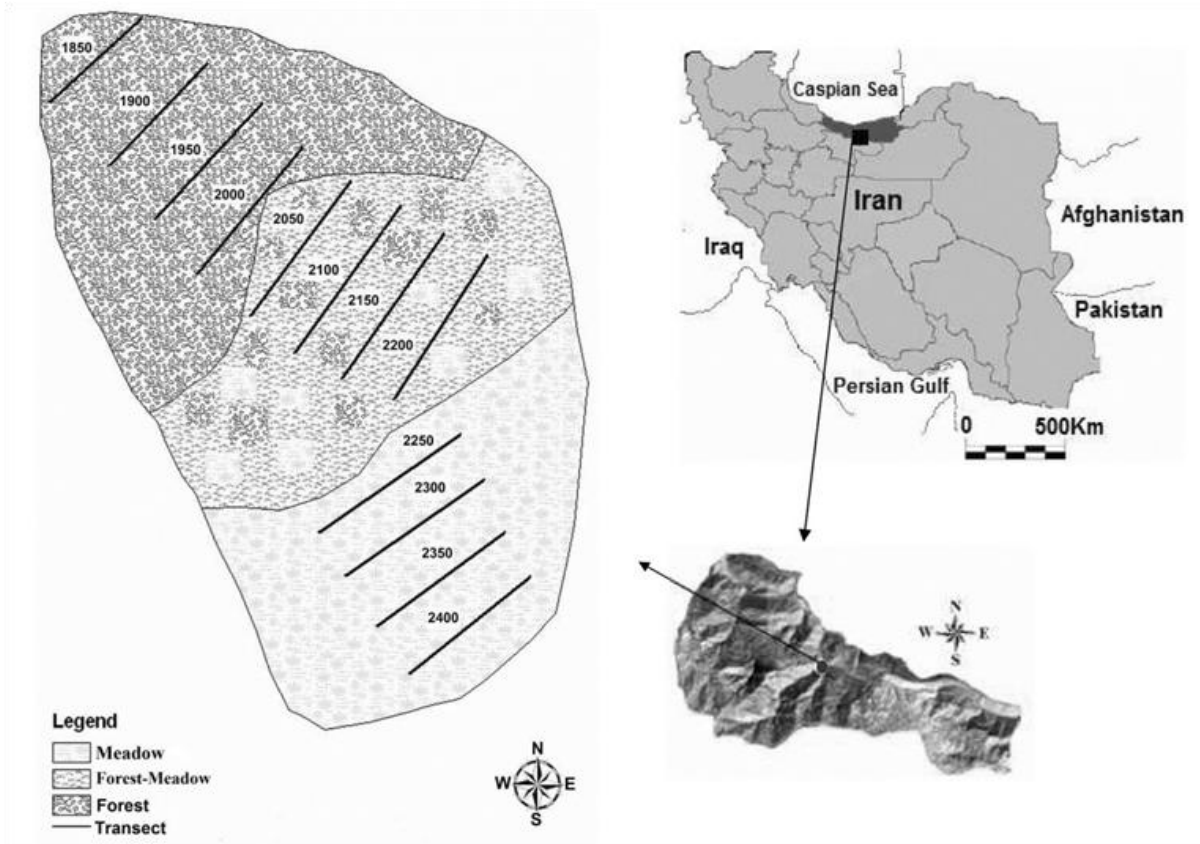 1850
1900
1950
2000
2050
2100
2150
2200
2250
2300
2350
2400
Legend
Meadow
Forest-Meadow
Forest
Transect
N
W E
S
Caspian Sea
Iran
Afghanistan
Iraq
Pakistan
Persian Gulf
0 500Km
N
W E
S